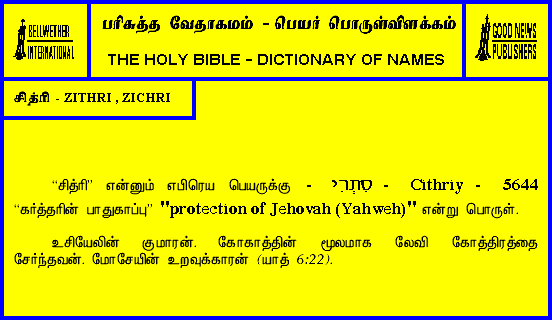 BELLWETHER
INTERNATIONAL
பரிசுத்த வேதாகமம் - பெயர் பொருள்விளக்கம்
THE HOLY BIBLE - DICTIONARY OF NAMES
GOOD NEWS
PUBLISHERS
சித்ரி - ZITHRI , ZICHRI
“சித்ரி” என்னும் எபிரெய பெயருக்கு - סִתְרִי - Cithriy - 5644
“கர்த்தரின் பாதுகாப்பு” "protection of Jehovah (Yahweh)" என்று பொருள்.
உசியேலின் குமாரன். கோகாத்தின் மூலமாக லேவி கோத்திரத்தை
சேர்ந்தவன். மோசேயின் உறவுக்காரன் (யாத் 6:22).